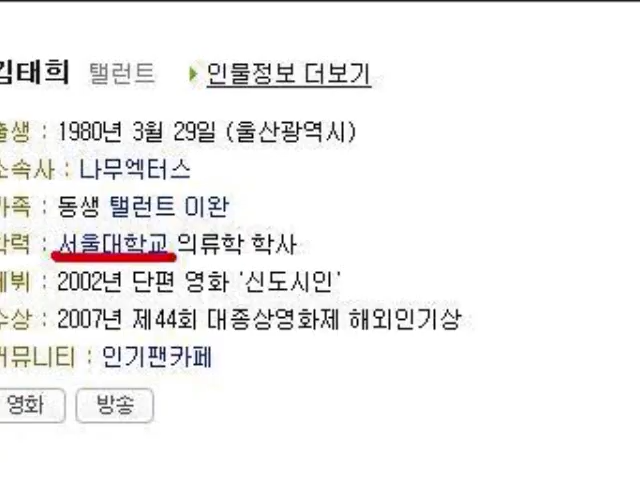 김태희 탤런트 인물정보 더보기
출생 : 1980년 3월 29일 (울산광역시)
소속사 : 나무엑터스
가족 : 동생 탤런트 이완
학력 : 서울대학교 의류학 학사
데뷔 : 2002년 단편 영화 '신도시인'
수상 : 2007년 제44회 대종상영화제 해외인기상
커뮤니티 : 인기팬카페
영화 방송